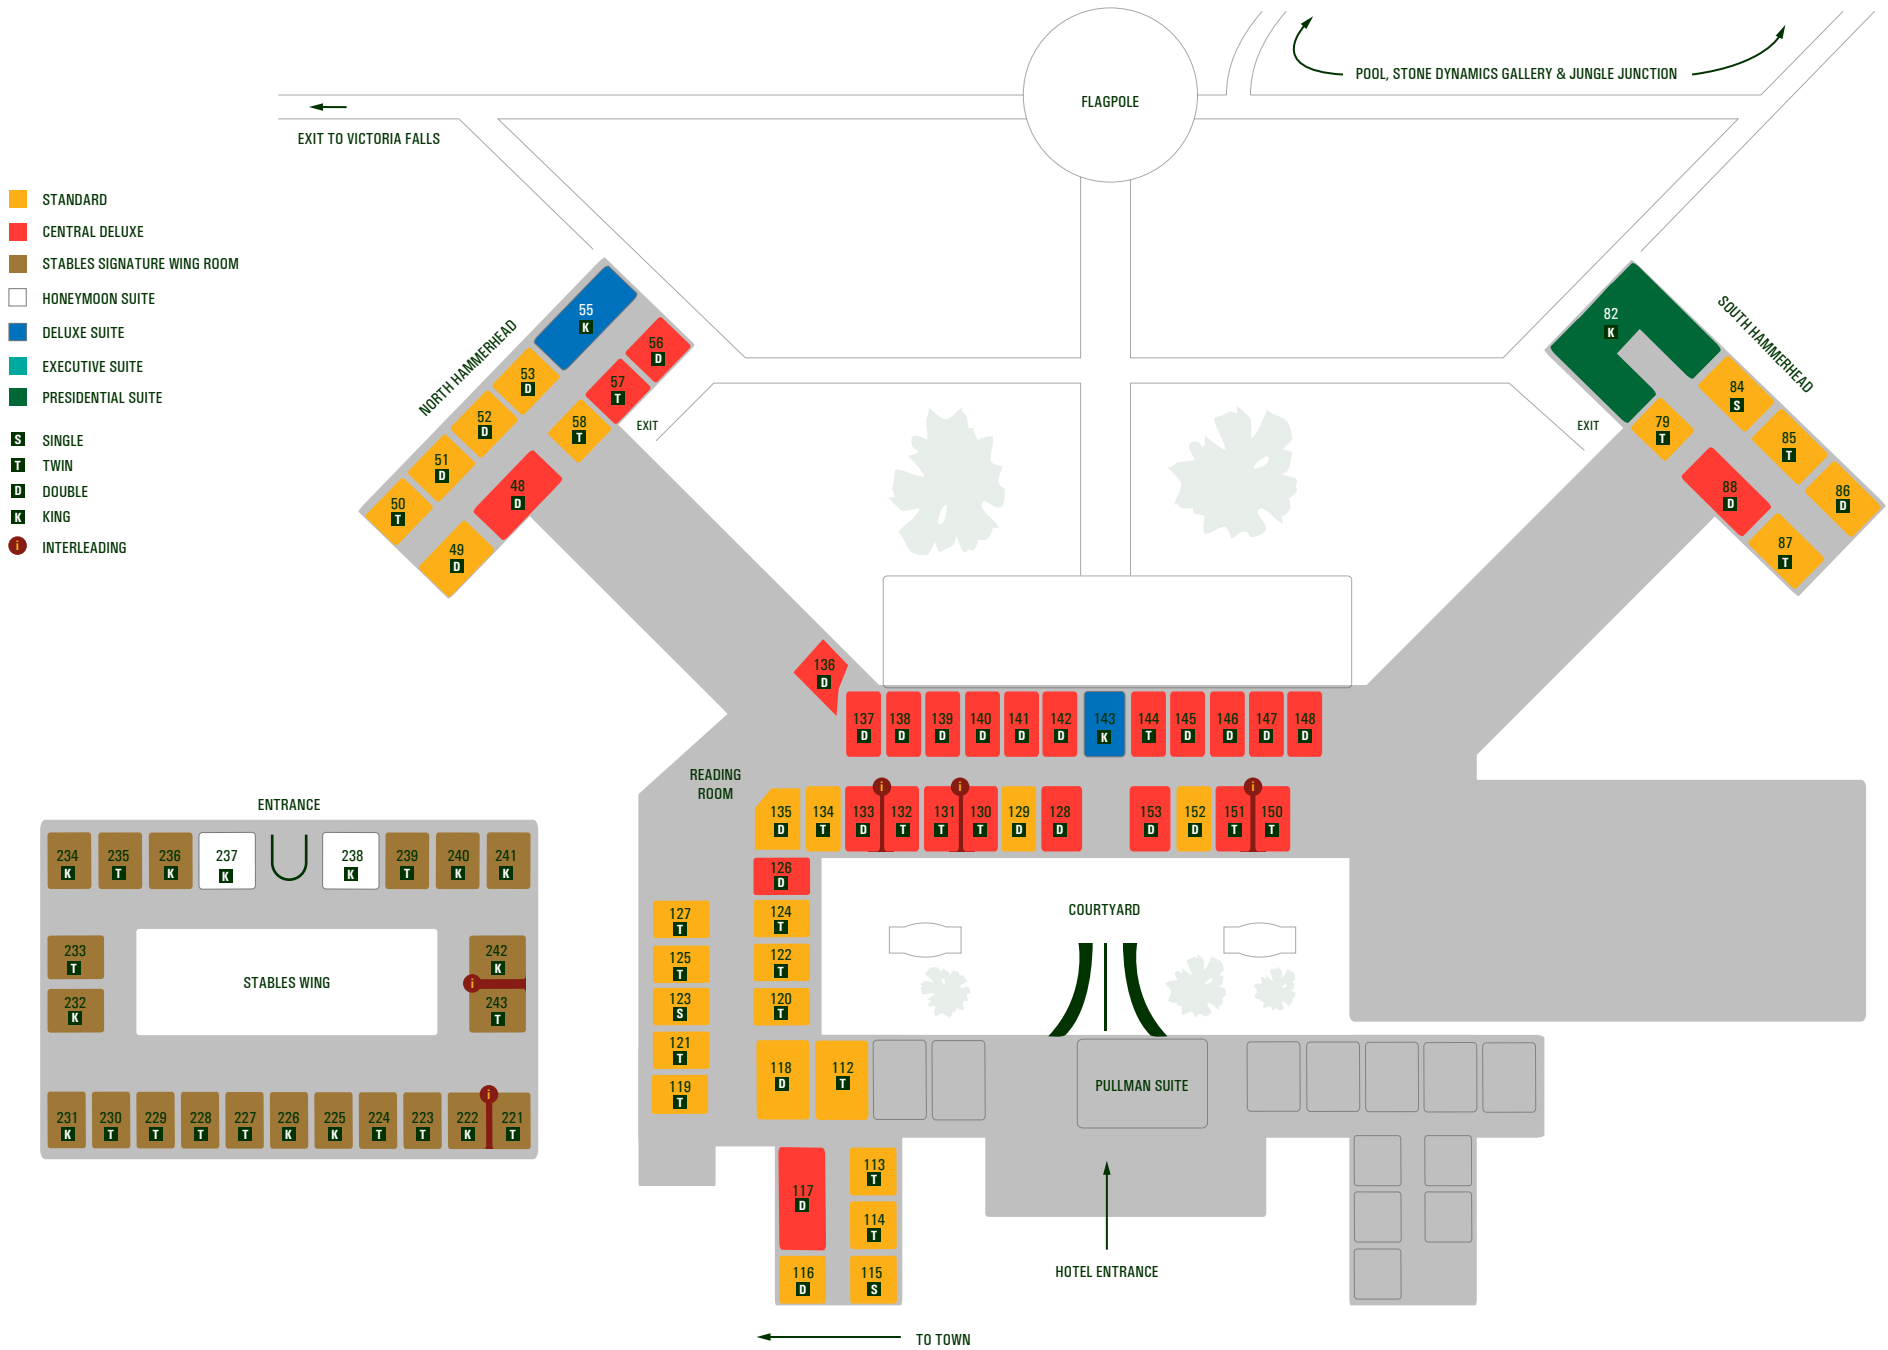 FLAGPOLE
POOL, STONE DYNAMICS GALLERY & JUNGLE JUNCTION
EXIT TO VICTORIA FALLS
STANDARD
CENTRAL DELUXE
STABLES SIGNATURE WING ROOM
HONEYMOON SUITE
DELUXE SUITE
EXECUTIVE SUITE
PRESIDENTIAL SUITE
S SINGLE
T TWIN
D DOUBLE
K KING
i INTERLEADING
NORTH HAMMERHEAD
55
K
56
D
57
T
58
T
53
D
52
D
51
D
50
T
48
D
49
D
EXIT
SOUTH HAMMERHEAD
82
K
84
S
79
T
85
T
86
D
88
D
87
T
EXIT
136
D
137 138 139 140 141 142 143 144 145 146 147 148
D D D D D D K T D D D D
READING
ROOM
i i i
135 134 133 132 131 130 129 128 153 152 151 150
D T D T T T D D D D T T
126
D
127
T
124
T
125
T
122
T
123
S
120
T
121
T
119
T
118
D
112
T
COURTYARD
PULLMAN SUITE
117
D
113
T
114
T
116
D
115
S
HOTEL ENTRANCE
TO TOWN
ENTRANCE
234 235 236 237 238 239 240 241
K T K K K T K K
233
T
232
K
STABLES WING
242
K
i
243
T
i
231 230 229 228 227 226 225 224 223 222 221
K T T T T K K T T K T